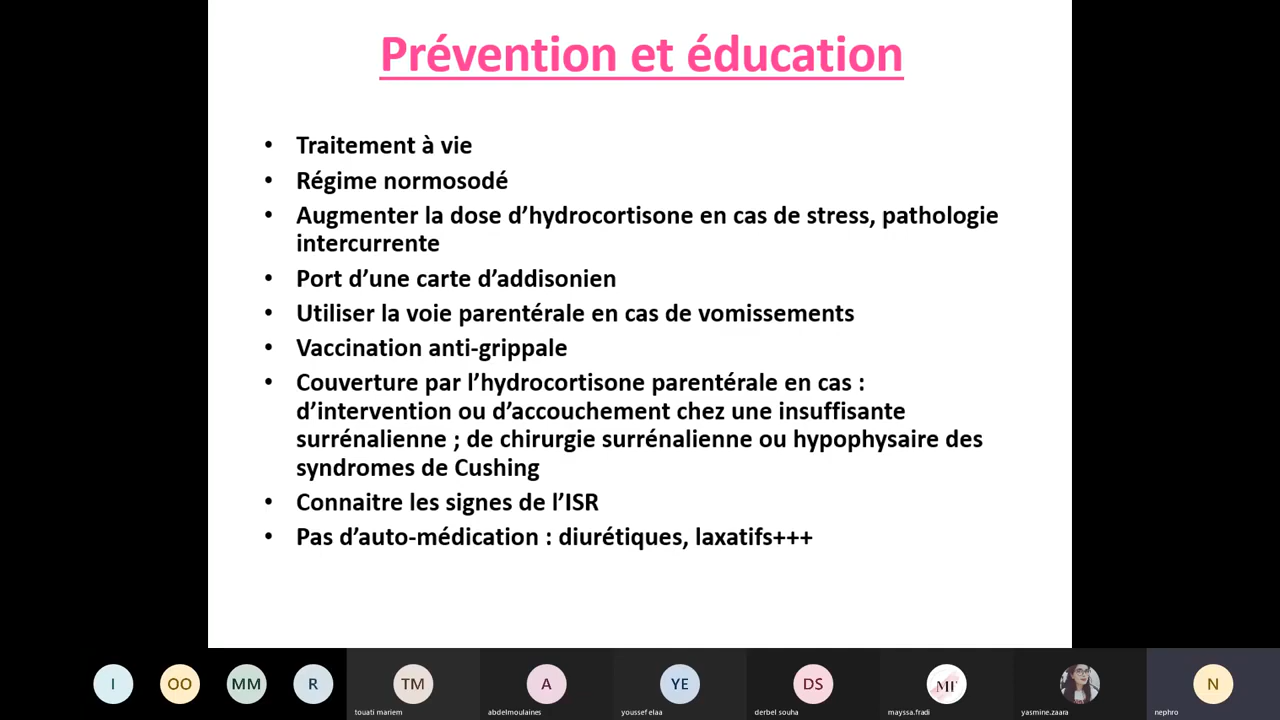 Prévention et éducation
• Traitement à vie
• Régime normosodé
• Augmenter la dose d’hydrocortisone en cas de stress, pathologie
intercurrente
• Port d’une carte d’addisonien
• Utiliser la voie parentérale en cas de vomissements
• Vaccination anti-grippale
• Couverture par l’hydrocortisone parentérale en cas :
d’intervention ou d’accouchement chez une insuffisante
surrénalienne ; de chirurgie surrénalienne ou hypophysaire des
syndromes de Cushing
• Connaitre les signes de l’ISR
• Pas d’auto-médication : diurétiques, laxatifs+++
I OO MM R TM A YE DS MF N
touati mariem abdelmoulaines youssef elaa derbel souha mayssa.fradi yasmine.zaara nephro